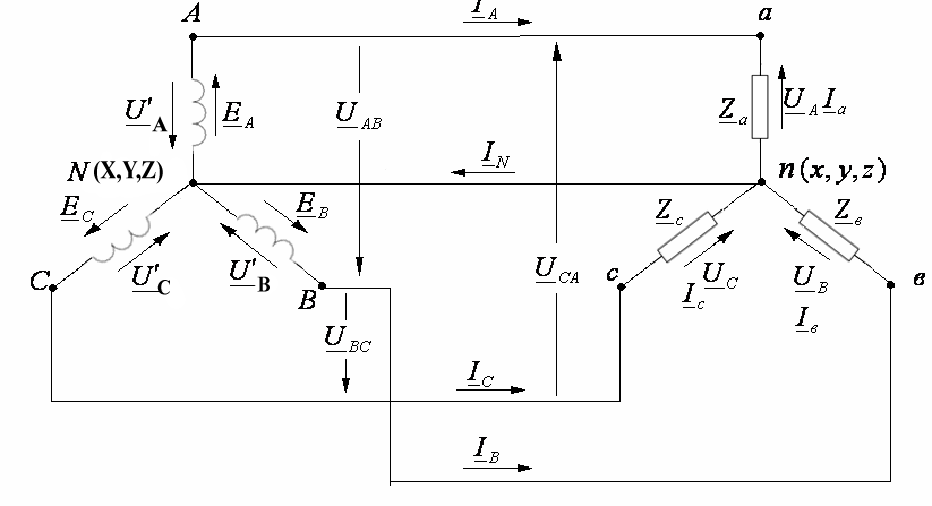 I_A
A
a
U'_A
E_A
U_AB
Z_a
U_A I_a
I_N
N (X,Y,Z)
n (x, y, z)
E_C
E_B
Z_c
Z_в
C
U'_C
U'_B
B
U_CA
c
U_C
I_c
U_B
I_в
в
U_BC
I_C
I_B